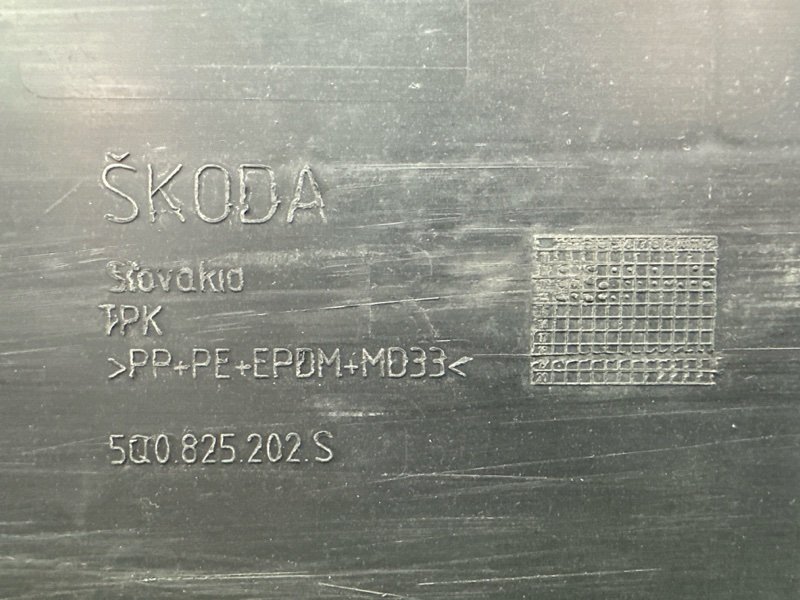 ŠKODA
Slovakia
TPK
>PP+PE+EPDM+MD33<
5Q0.825.202.S